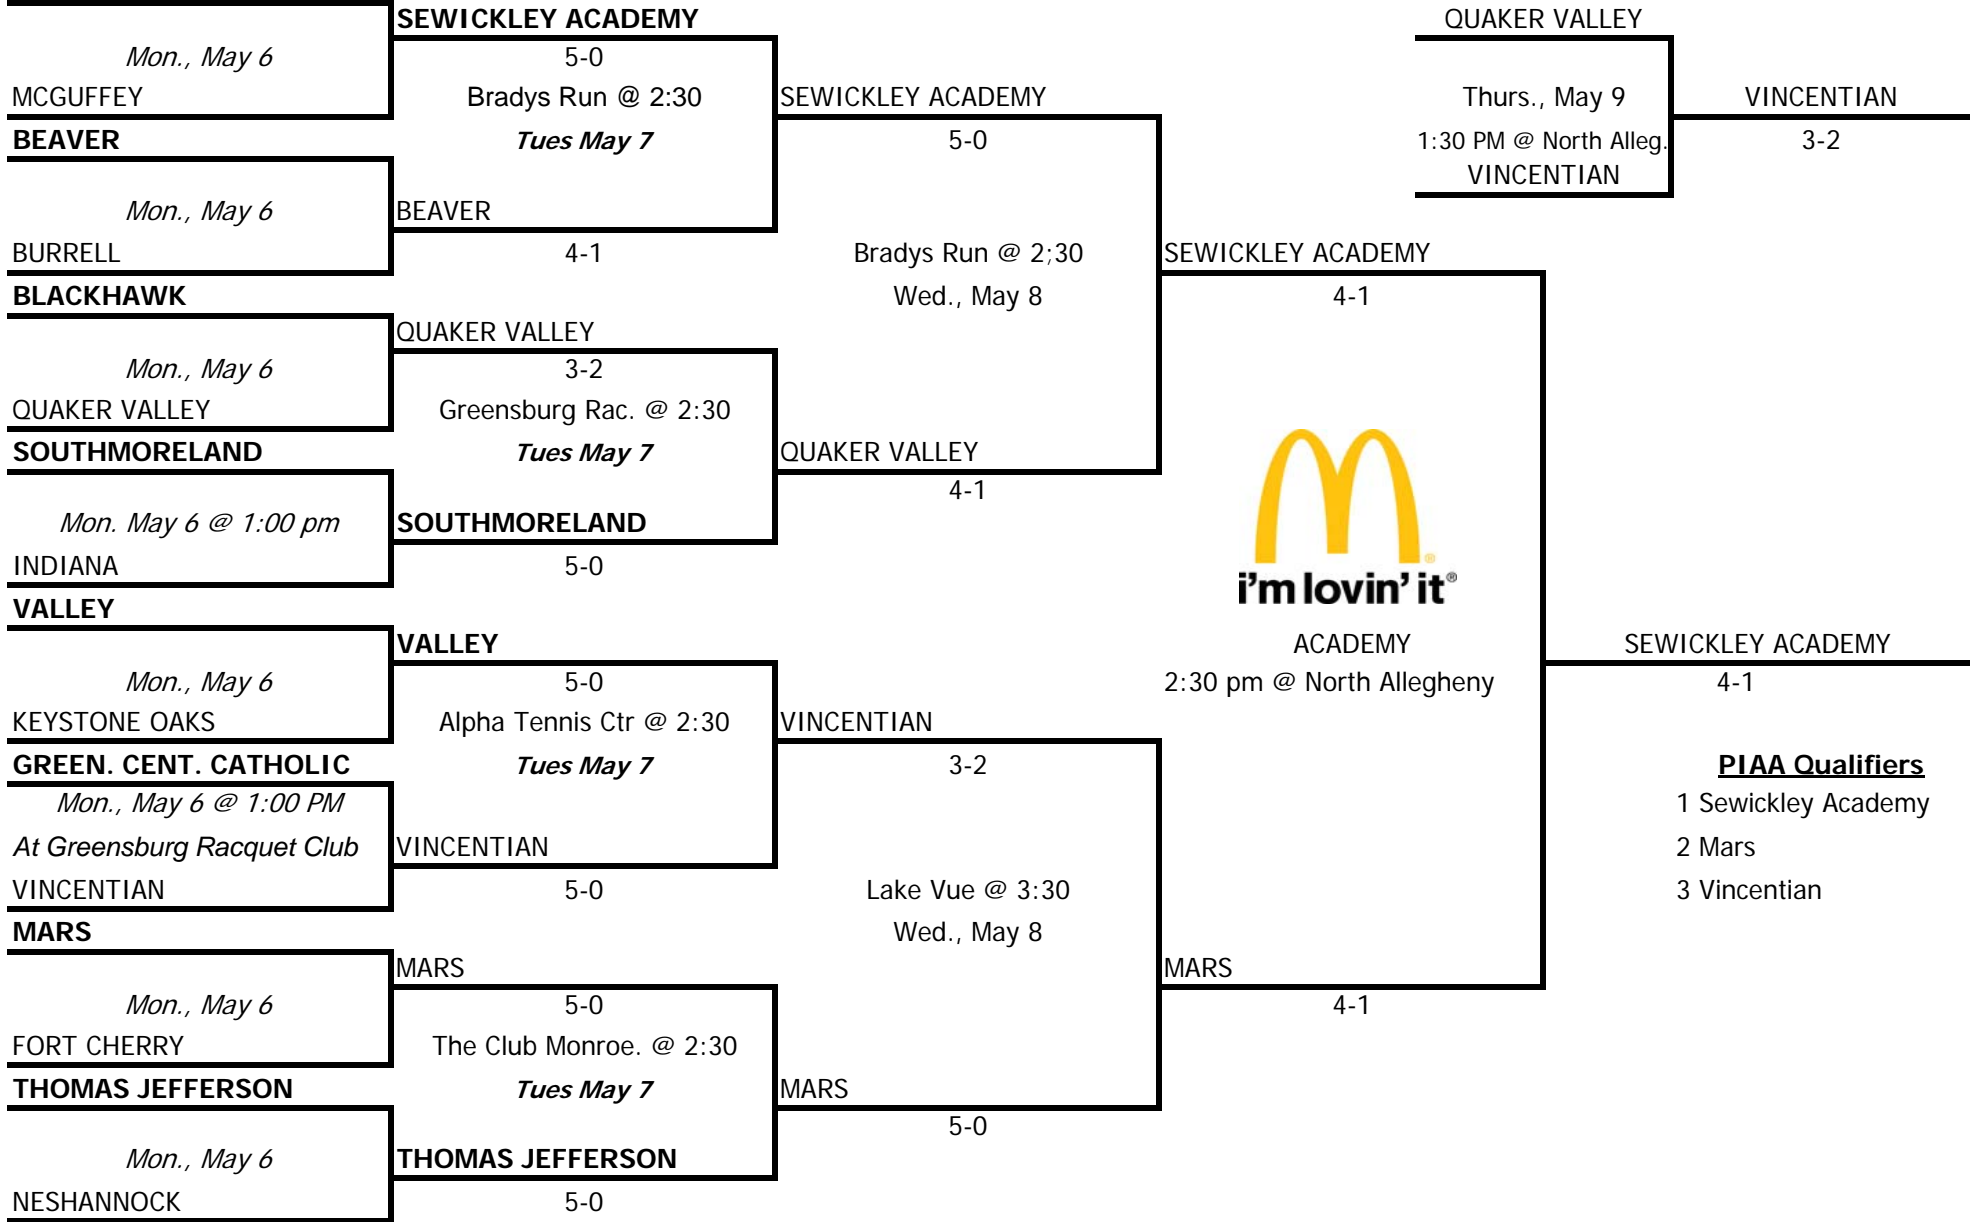 SEWICKLEY ACADEMY
QUAKER VALLEY
Mon., May 6
5-0
MCGUFFEY
Bradys Run @ 2:30
SEWICKLEY ACADEMY
Thurs., May 9
VINCENTIAN
BEAVER
Tues May 7
5-0
1:30 PM @ North Alleg.
3-2
VINCENTIAN
Mon., May 6
BEAVER
BURRELL
4-1
Bradys Run @ 2;30
SEWICKLEY ACADEMY
BLACKHAWK
Wed., May 8
4-1
QUAKER VALLEY
Mon., May 6
3-2
QUAKER VALLEY
Greensburg Rac. @ 2:30
SOUTHMORELAND
Tues May 7
QUAKER VALLEY
4-1
Mon. May 6 @ 1:00 pm
SOUTHMORELAND
INDIANA
5-0
®
i'm lovin' it®
VALLEY
VALLEY
ACADEMY
SEWICKLEY ACADEMY
Mon., May 6
5-0
2:30 pm @ North Allegheny
4-1
KEYSTONE OAKS
Alpha Tennis Ctr @ 2:30
VINCENTIAN
GREEN. CENT. CATHOLIC
Tues May 7
3-2
PIAA Qualifiers
Mon., May 6 @ 1:00 PM
1 Sewickley Academy
At Greensburg Racquet Club
VINCENTIAN
2 Mars
VINCENTIAN
5-0
Lake Vue @ 3:30
3 Vincentian
MARS
Wed., May 8
MARS
MARS
Mon., May 6
5-0
4-1
FORT CHERRY
The Club Monroe. @ 2:30
THOMAS JEFFERSON
Tues May 7
MARS
5-0
Mon., May 6
THOMAS JEFFERSON
NESHANNOCK
5-0